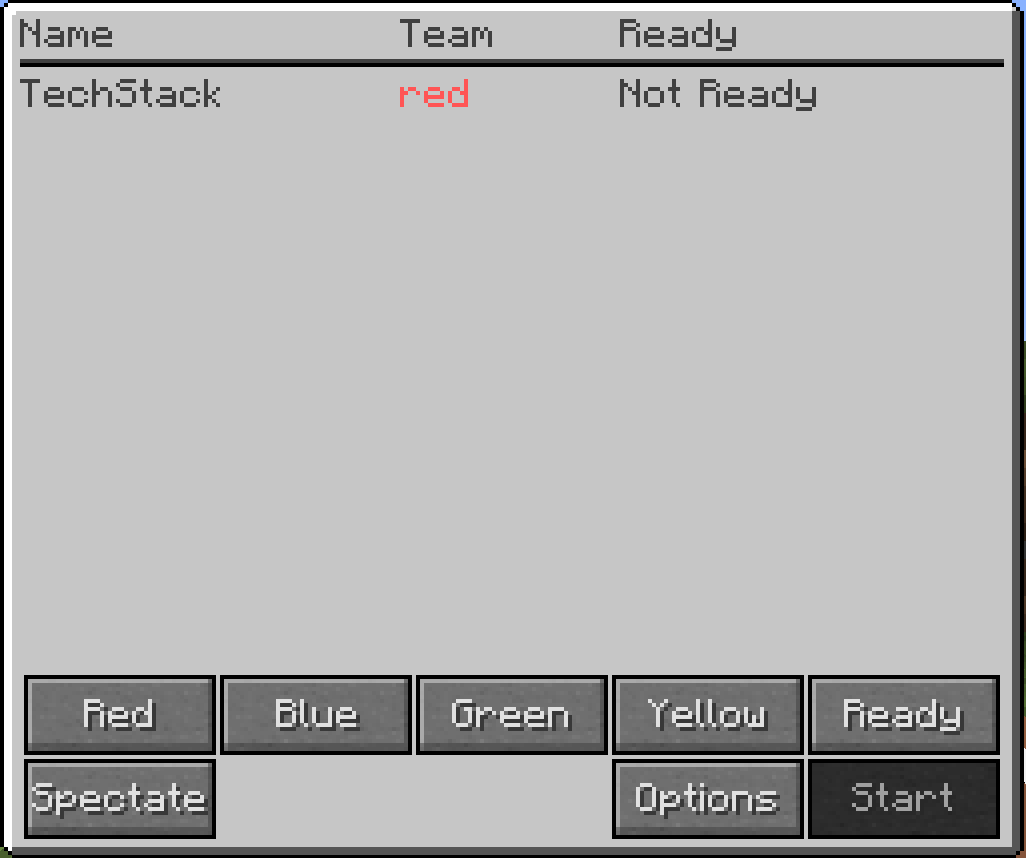 Name Team Ready
TechStack red Not Ready
Red Blue Green Yellow Ready
Spectate Options Start